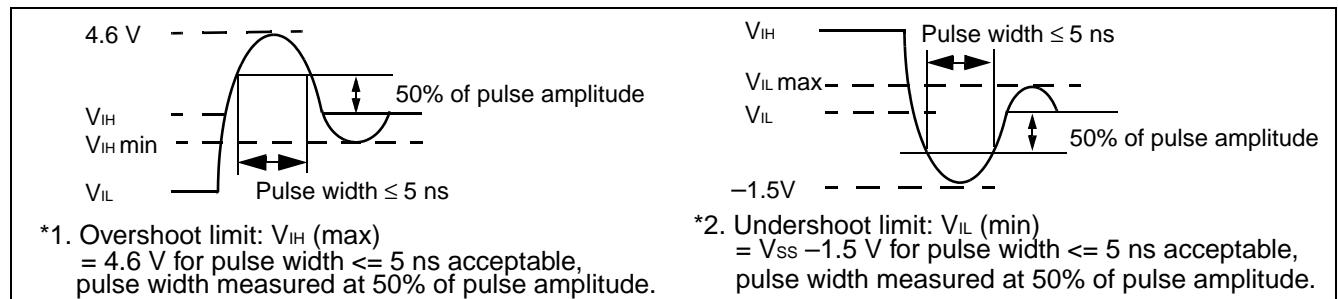 4.6 V
50% of pulse amplitude
VIH
VIH min
VIL
Pulse width ≤ 5 ns
*1. Overshoot limit: VIH (max)
= 4.6 V for pulse width <= 5 ns acceptable,
pulse width measured at 50% of pulse amplitude.
VIH
Pulse width ≤ 5 ns
VIL max
VIL
50% of pulse amplitude
–1.5V
*2. Undershoot limit: VIL (min)
= VSS –1.5 V for pulse width <= 5 ns acceptable,
pulse width measured at 50% of pulse amplitude.